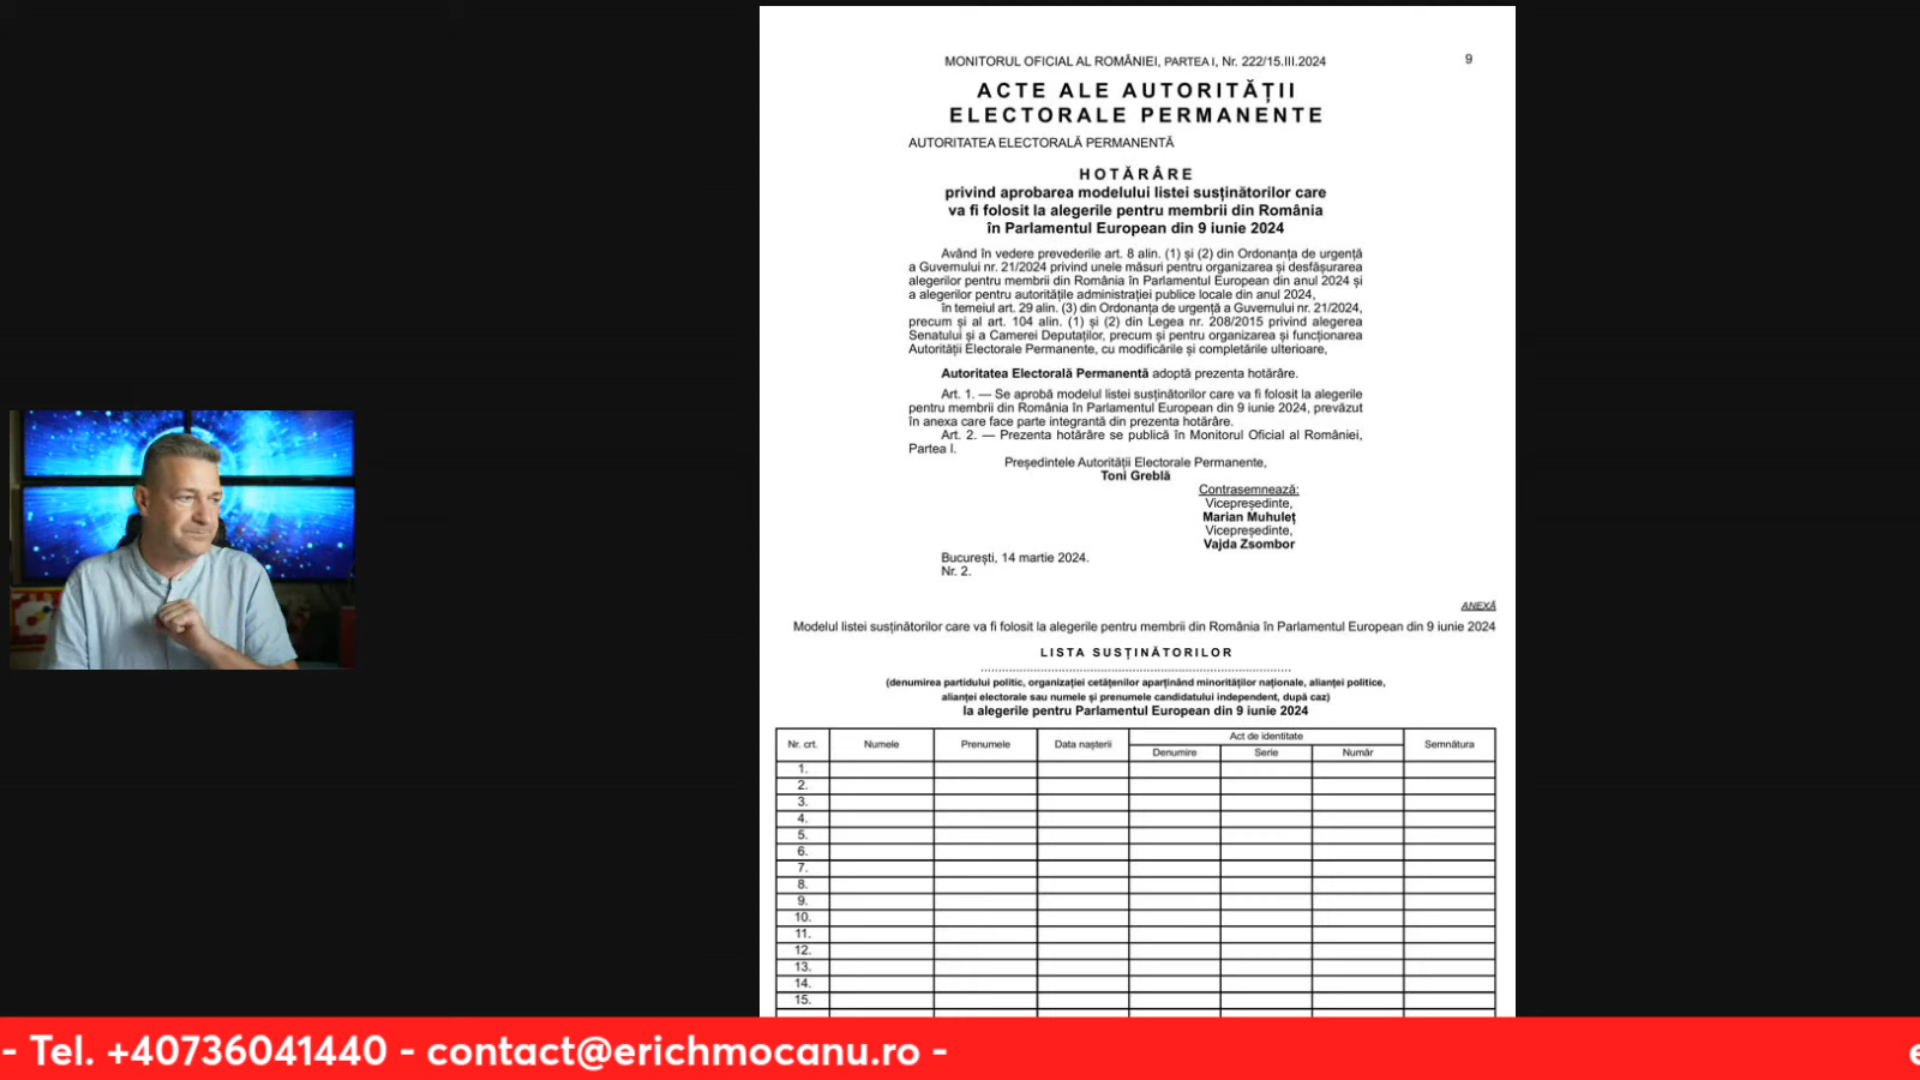 MONITORUL OFICIAL AL ROMÂNIEI, PARTEA I, Nr. 222/15.III.2024
9
ACTE ALE AUTORITĂȚII
ELECTORALE PERMANENTE
AUTORITATEA ELECTORALĂ PERMANENTĂ
HOTĂRÂRE
privind aprobarea modelului listei susținătorilor care
va fi folosit la alegerile pentru membrii din România
în Parlamentul European din 9 iunie 2024
Având în vedere prevederile art. 8 alin. (1) și (2) din Ordonanța de urgență
a Guvernului nr. 21/2024 privind unele măsuri pentru organizarea și desfășurarea
alegerilor pentru membrii din România în Parlamentul European din anul 2024 și
a alegerilor pentru autoritățile administrației publice locale din anul 2024,
în temeiul art. 29 alin. (3) din Ordonanța de urgență a Guvernului nr. 21/2024,
precum și al art. 104 alin. (1) și (2) din Legea nr. 208/2015 privind alegerea
Senatului și a Camerei Deputaților, precum și pentru organizarea și funcționarea
Autorității Electorale Permanente, cu modificările și completările ulterioare,
Autoritatea Electorală Permanentă adoptă prezenta hotărâre.
Art. 1. — Se aprobă modelul listei susținătorilor care va fi folosit la alegerile
pentru membrii din România în Parlamentul European din 9 iunie 2024, prevăzut
în anexa care face parte integrantă din prezenta hotărâre.
Art. 2. — Prezenta hotărâre se publică în Monitorul Oficial al României,
Partea I.
Președintele Autorității Electorale Permanente,
Toni Greblă
Contrasemnează:
Vicepreședinte,
Marian Muhuleț
Vicepreședinte,
Vajda Zsombor
București, 14 martie 2024.
Nr. 2.
ANEXĂ
Modelul listei susținătorilor care va fi folosit la alegerile pentru membrii din România în Parlamentul European din 9 iunie 2024
LISTA SUSȚINĂTORILOR
(denumirea partidului politic, organizației cetățenilor aparținând minorităților naționale, alianței politice,
alianței electorale sau numele și prenumele candidatului independent, după caz)
la alegerile pentru Parlamentul European din 9 iunie 2024
Nr. crt. Numele Prenumele Data nașterii Act de identitate Semnătura
Denumire Serie Număr
1.
2.
3.
4.
5.
6.
7.
8.
9.
10.
11.
12.
13.
14.
15.
- Tel. +40736041440 - contact@erichmocanu.ro - e